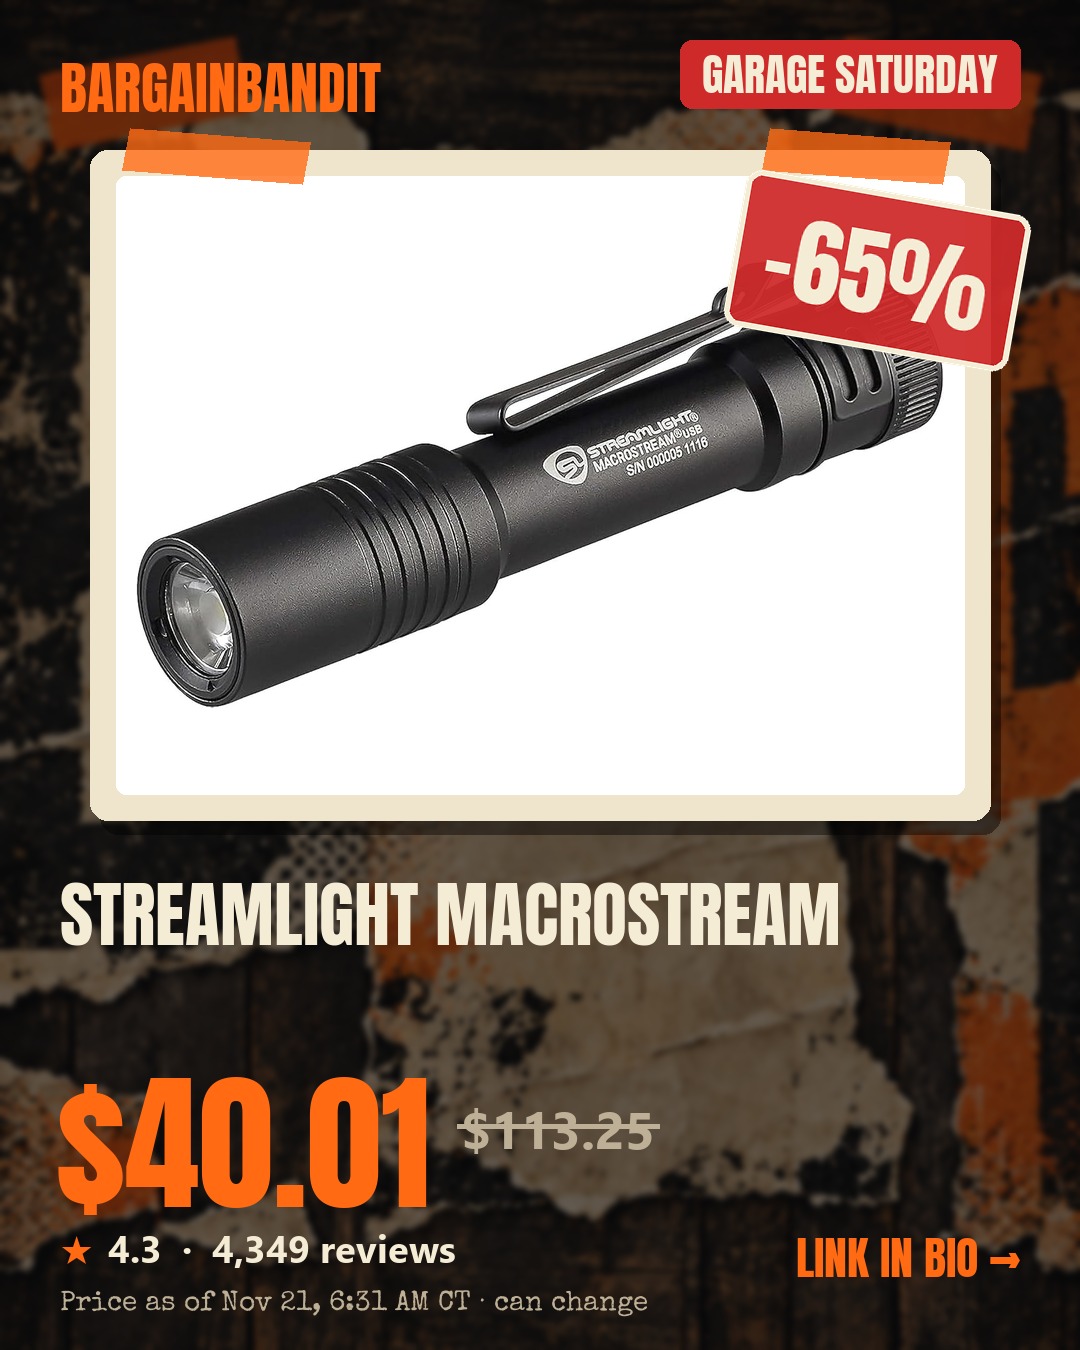 BARGAINBANDIT
GARAGE SATURDAY
-65%
STREAMLIGHT®
MACROSTREAM® USB
S/N 000005 1116
STREAMLIGHT MACROSTREAM
$40.01 $113.25
★ 4.3 · 4,349 reviews
LINK IN BIO →
Price as of Nov 21, 6:31 AM CT · can change